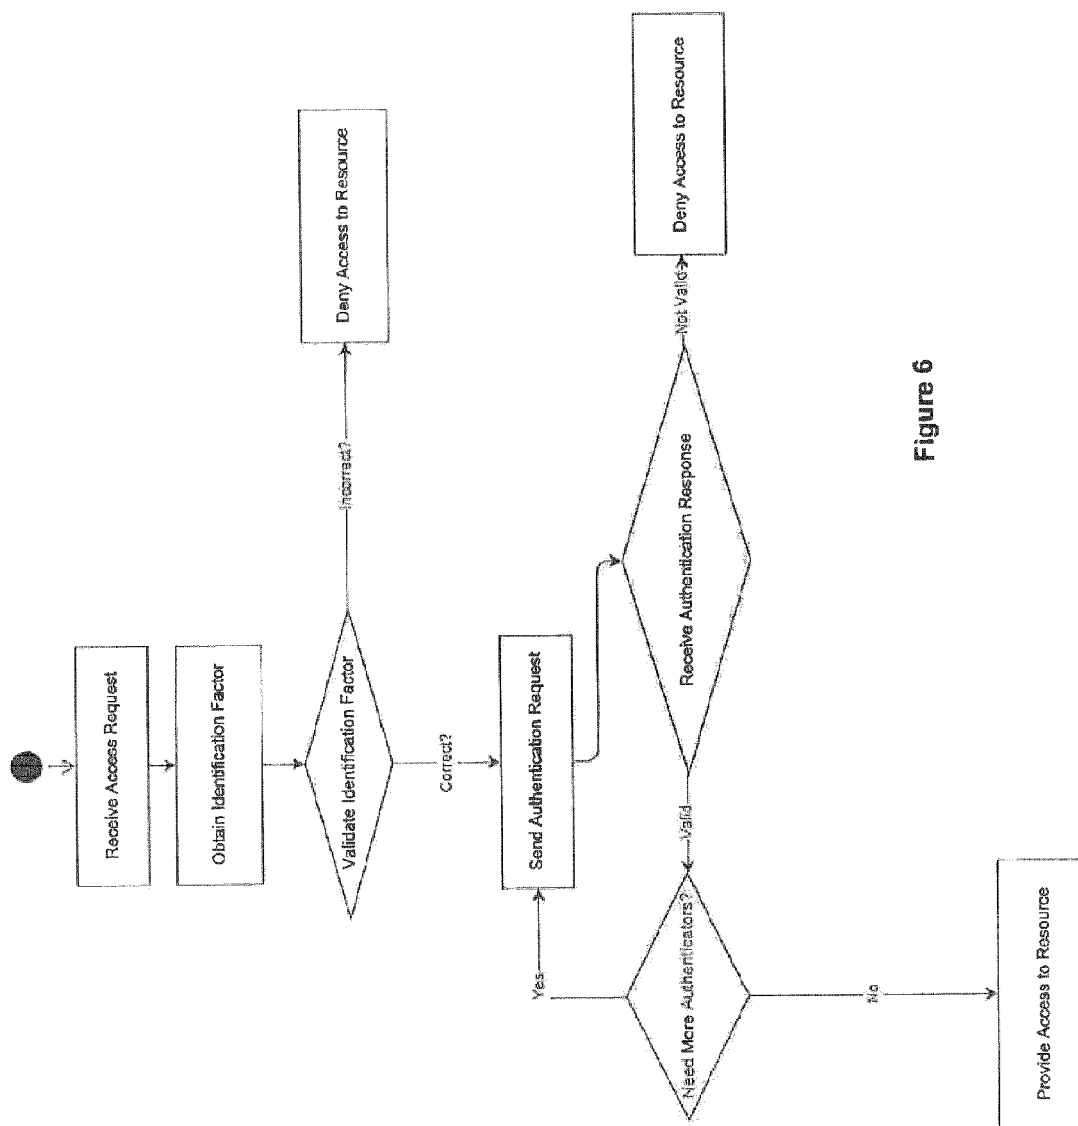 Receive Access Request
Obtain Identification Factor
Validate Identification Factor
Incorrect?
Deny Access to Resource
Correct?
Send Authentication Request
Receive Authentication Response
Not Valid
Deny Access to Resource
Valid
Need More Authenticators?
Yes
No
Provide Access to Resource
Figure 6